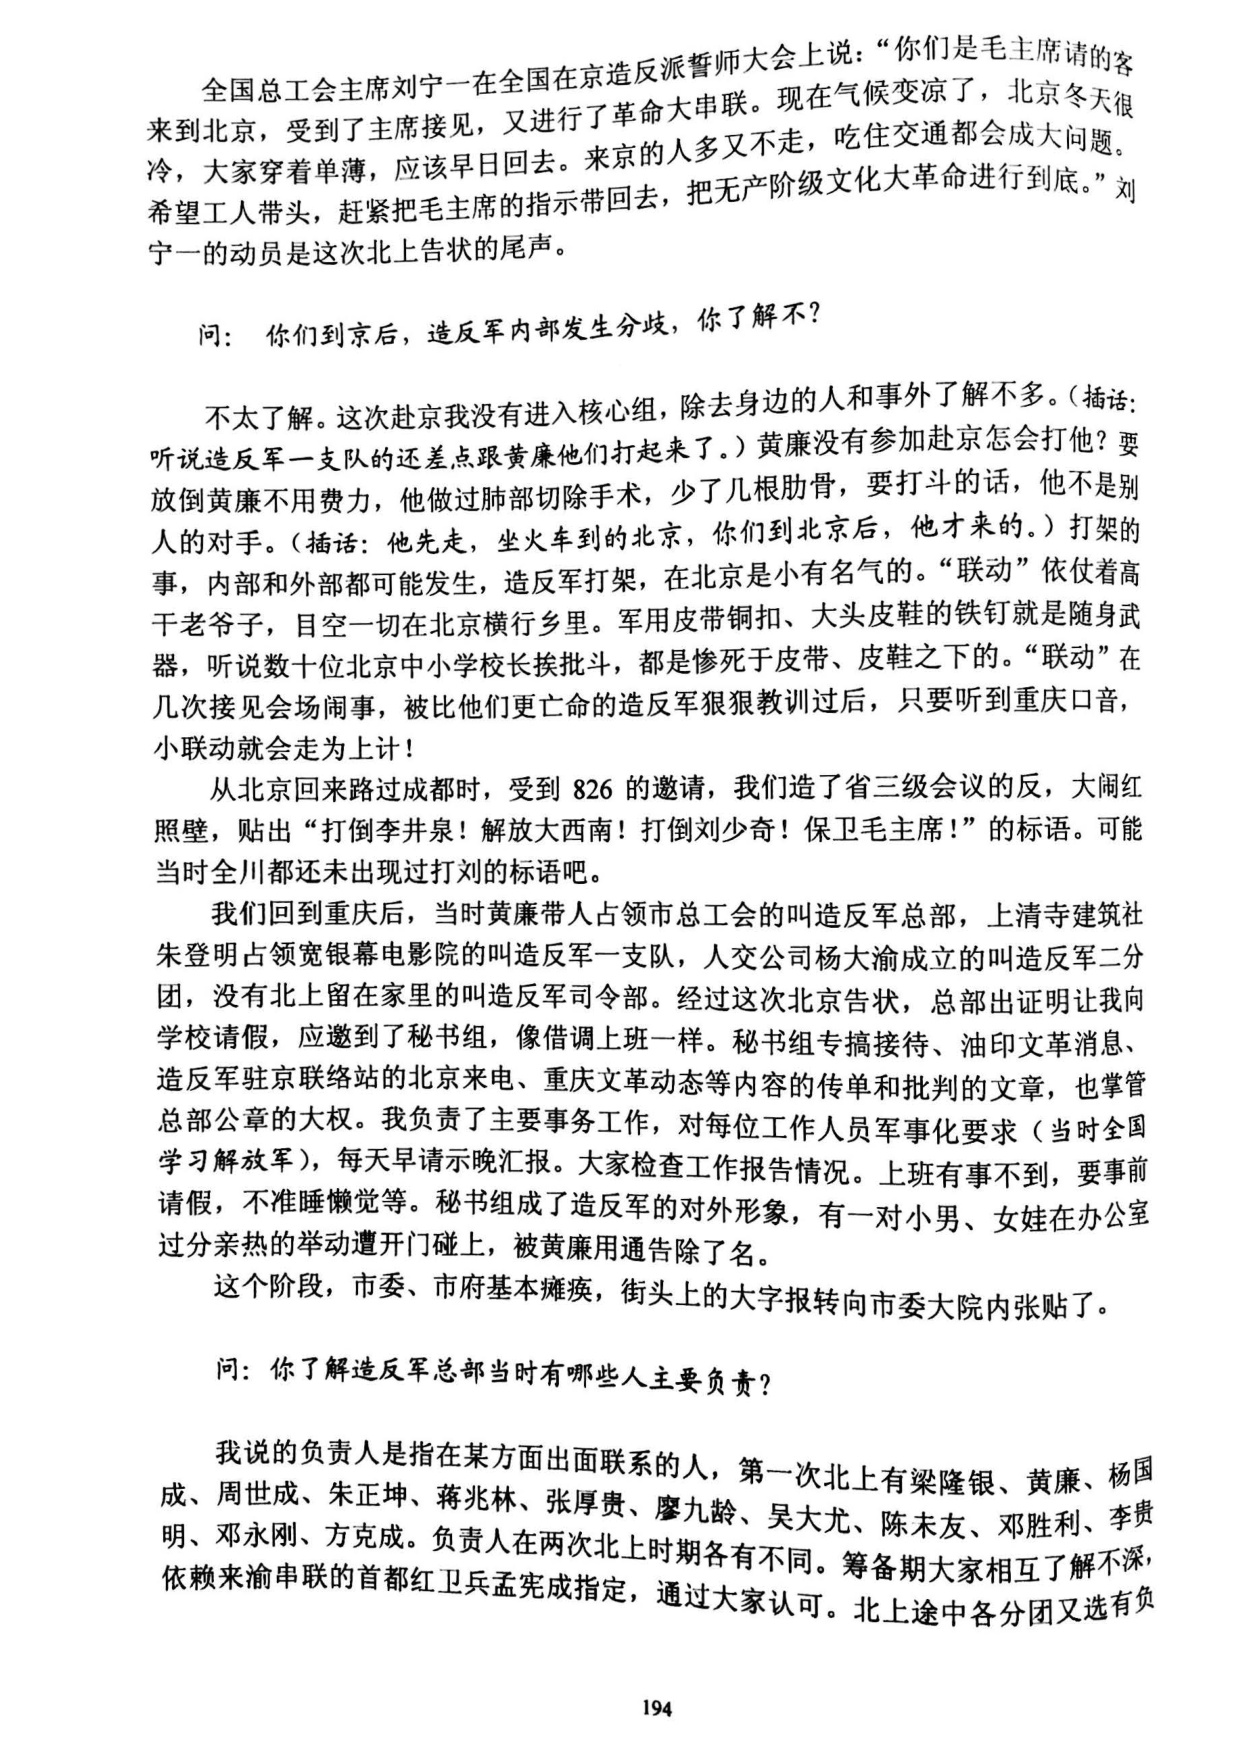 全国总工会主席刘宁一在全国在京造反派誓师大会上说：“你们是毛主席请的客
来到北京，受到了主席接见，又进行了革命大串联。现在气候变凉了，北京冬天很
冷，大家穿着单薄，应该早日回去。来京的人多又不走，吃住交通都会成大问题。
希望工人带头，赶紧把毛主席的指示带回去，把无产阶级文化大革命进行到底。”刘
宁一的动员是这次北上告状的尾声。
问： 你们到京后，造反军内部发生分歧，你了解不？
不太了解。这次赴京我没有进入核心组，除去身边的人和事外了解不多。（插话：
听说造反军一支队的还差点跟黄廉他们打起来了。）黄廉没有参加赴京怎会打他？要
放倒黄廉不用费力，他做过肺部切除手术，少了几根肋骨，要打斗的话，他不是别
人的对手。（插话：他先走，坐火车到的北京，你们到北京后，他才来的。）打架的
事，内部和外部都可能发生，造反军打架，在北京是小有名气的。“联动”依仗着高
干老爷子，目空一切在北京横行乡里。军用皮带铜扣、大头皮鞋的铁钉就是随身武
器，听说数十位北京中小学校长挨批斗，都是惨死于皮带、皮鞋之下的。“联动”在
几次接见会场闹事，被比他们更亡命的造反军狠狠教训过后，只要听到重庆口音，
小联动就会走为上计！
从北京回来路过成都时，受到 826 的邀请，我们造了省三级会议的反，大闹红
照壁，贴出“打倒李井泉！解放大西南！打倒刘少奇！保卫毛主席！”的标语。可能
当时全川都还未出现过打刘的标语吧。
我们回到重庆后，当时黄廉带人占领市总工会的叫造反军总部，上清寺建筑社
朱登明占领宽银幕电影院的叫造反军一支队，人交公司杨大渝成立的叫造反军二分
团，没有北上留在家里的叫造反军司令部。经过这次北京告状，总部出证明让我向
学校请假，应邀到了秘书组，像借调上班一样。秘书组专搞接待、油印文革消息、
造反军驻京联络站的北京来电、重庆文革动态等内容的传单和批判的文章，也掌管
总部公章的大权。我负责了主要事务工作，对每位工作人员军事化要求（当时全国
学习解放军），每天早请示晚汇报。大家检查工作报告情况。上班有事不到，要事前
请假，不准睡懒觉等。秘书组成了造反军的对外形象，有一对小男、女娃在办公室
过分亲热的举动遭开门碰上，被黄廉用通告除了名。
这个阶段，市委、市府基本瘫痪，街头上的大字报转向市委大院内张贴了。
问：你了解造反军总部当时有哪些人主要负责？
我说的负责人是指在某方面出面联系的人，第一次北上有梁隆银、黄廉、杨国
成、周世成、朱正坤、蒋兆林、张厚贵、廖九龄、吴大尤、陈未友、邓胜利、李贵
明、邓永刚、方克成。负责人在两次北上时期各有不同。筹备期大家相互了解不深，
依赖来渝串联的首都红卫兵孟宪成指定，通过大家认可。北上途中各分团又选有负
194